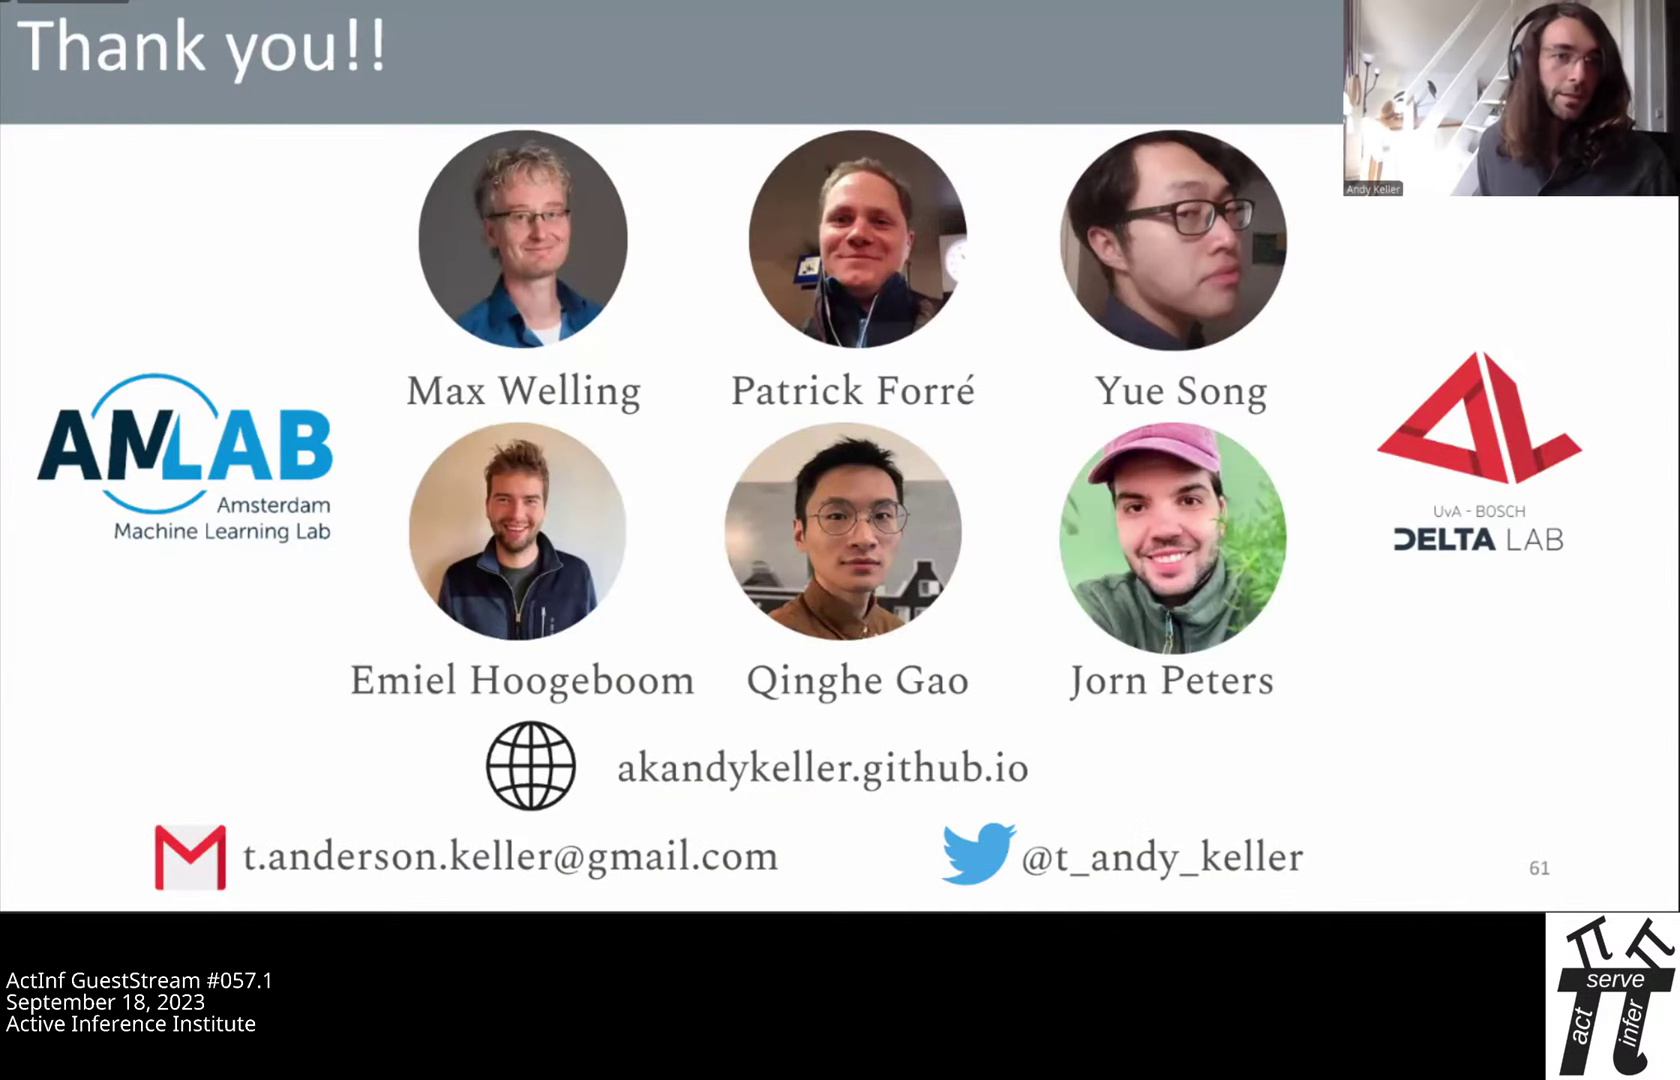 Thank you!!
Andy Keller
Max Welling
Patrick Forré
Yue Song
AMLAB
Amsterdam
Machine Learning Lab
UvA - BOSCH
DELTA LAB
Emiel Hoogeboom
Qinghe Gao
Jorn Peters
akandykeller.github.io
t.anderson.keller@gmail.com
@t_andy_keller
61
ActInf GuestStream #057.1
September 18, 2023
Active Inference Institute
π π
serve
act
infer